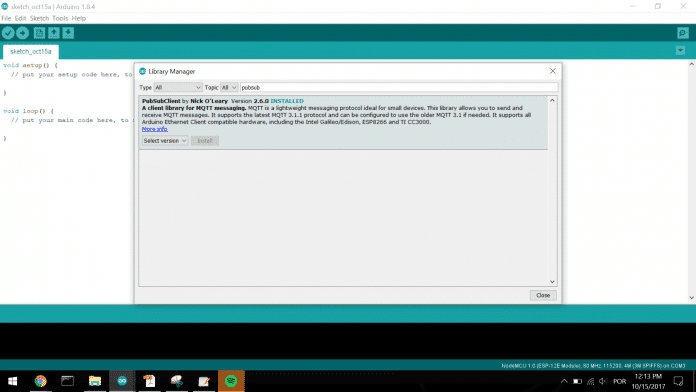 sketch_oct15a | Arduino 1.8.4
File Edit Sketch Tools Help
sketch_oct15a
void setup() {
// put your setup code here, to
}
void loop() {
// put your main code here, to
}
Library Manager
Type All Topic All pubsub
PubSubClient by Nick O'Leary Version 2.6.0 INSTALLED
A client library for MQTT messaging. MQTT is a lightweight messaging protocol ideal for small devices. This library allows you to send and
receive MQTT messages. It supports the latest MQTT 3.1.1 protocol and can be configured to use the older MQTT 3.1 if needed. It supports all
Arduino Ethernet Client compatible hardware, including the Intel Galileo/Edison, ESP8266 and TI CC3000.
More info
Select version Install
Close
NodeMCU 1.0 (ESP-12E Module), 80 MHz, 115200, 4M (3M SPIFFS) on COM3
POR
12:13 PM
10/15/2017